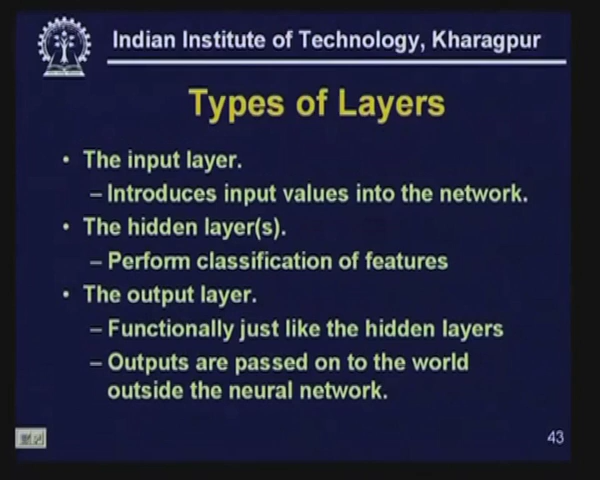 Indian Institute of Technology, Kharagpur
Types of Layers
• The input layer.
– Introduces input values into the network.
• The hidden layer(s).
– Perform classification of features
• The output layer.
– Functionally just like the hidden layers
– Outputs are passed on to the world
outside the neural network.
43